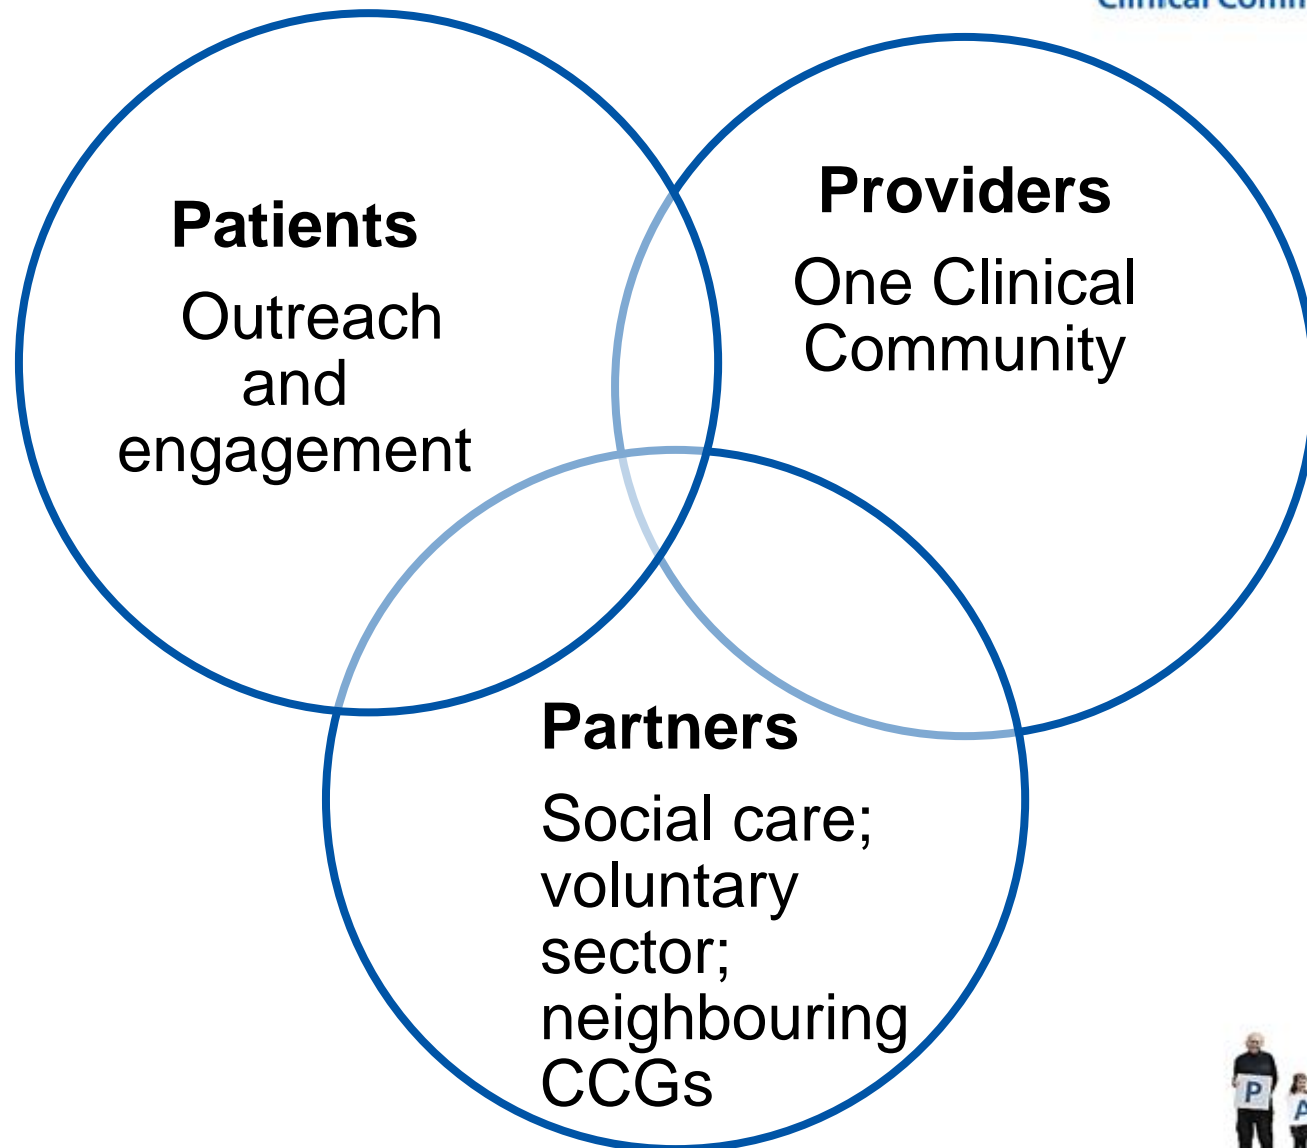 Patients
Outreach
and
engagement
Providers
One Clinical
Community
Partners
Social care;
voluntary
sector;
neighbouring
CCGs
P
A